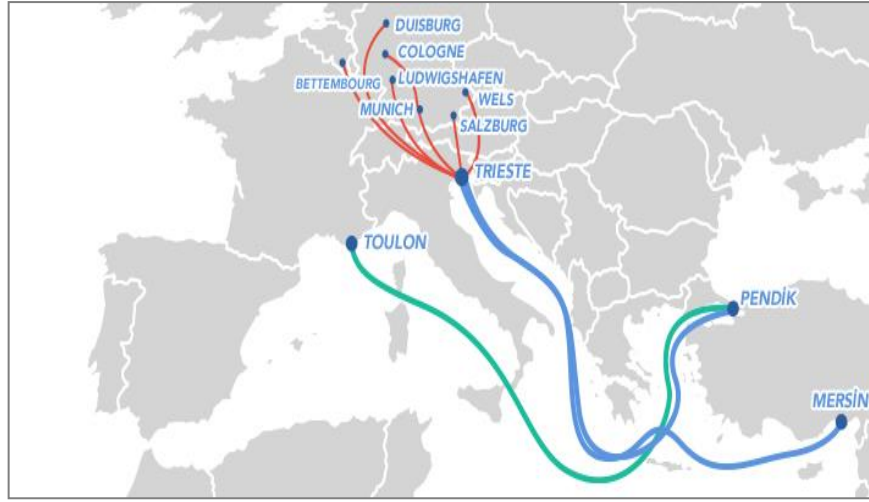 DUISBURG
COLOGNE
BETTEMBOURG
LUDWIGSHAFEN
WELS
MUNICH
SALZBURG
TRIESTE
TOULON
PENDİK
MERSİN